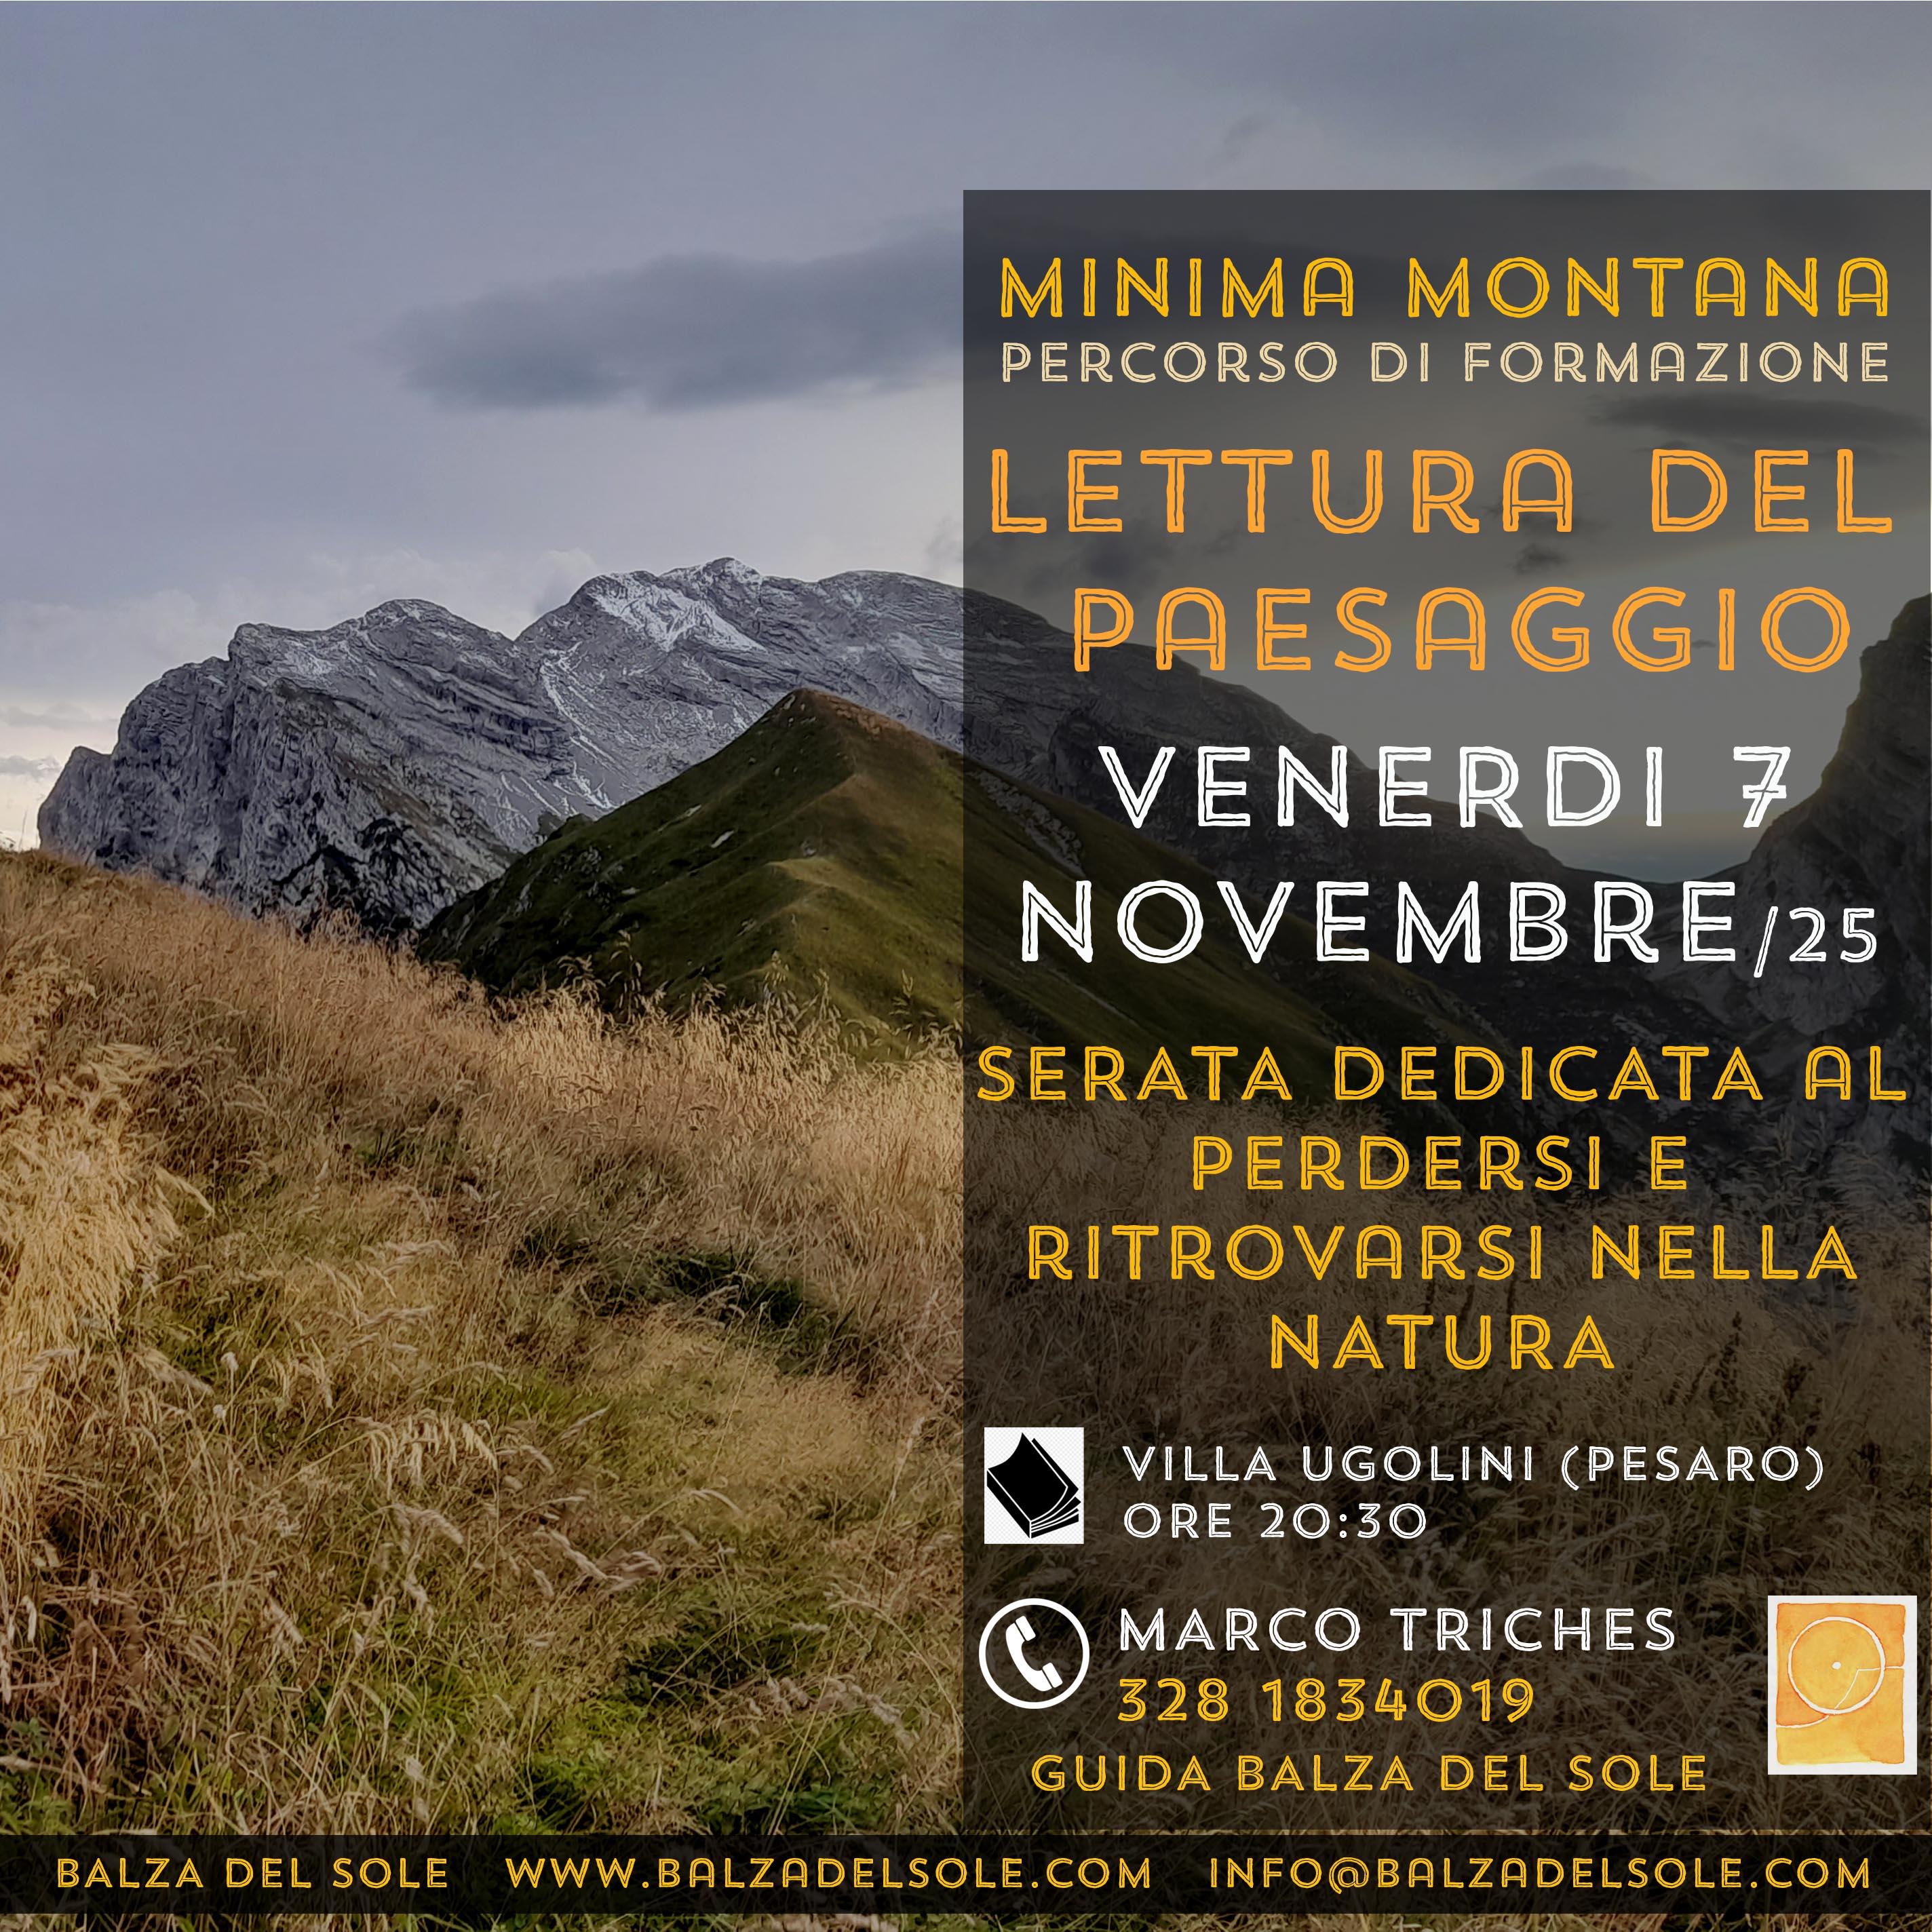 MINIMA MONTANA
PERCORSO DI FORMAZIONE
LETTURA DEL
PAESAGGIO
VENERDI 7
NOVEMBRE/25
SERATA DEDICATA AL
PERDERSI E
RITROVARSI NELLA
NATURA
VILLA UGOLINI (PESARO)
ORE 20:30
MARCO TRICHES
328 1834019
GUIDA BALZA DEL SOLE
BALZA DEL SOLE WWW.BALZADELSOLE.COM INFO@BALZADELSOLE.COM